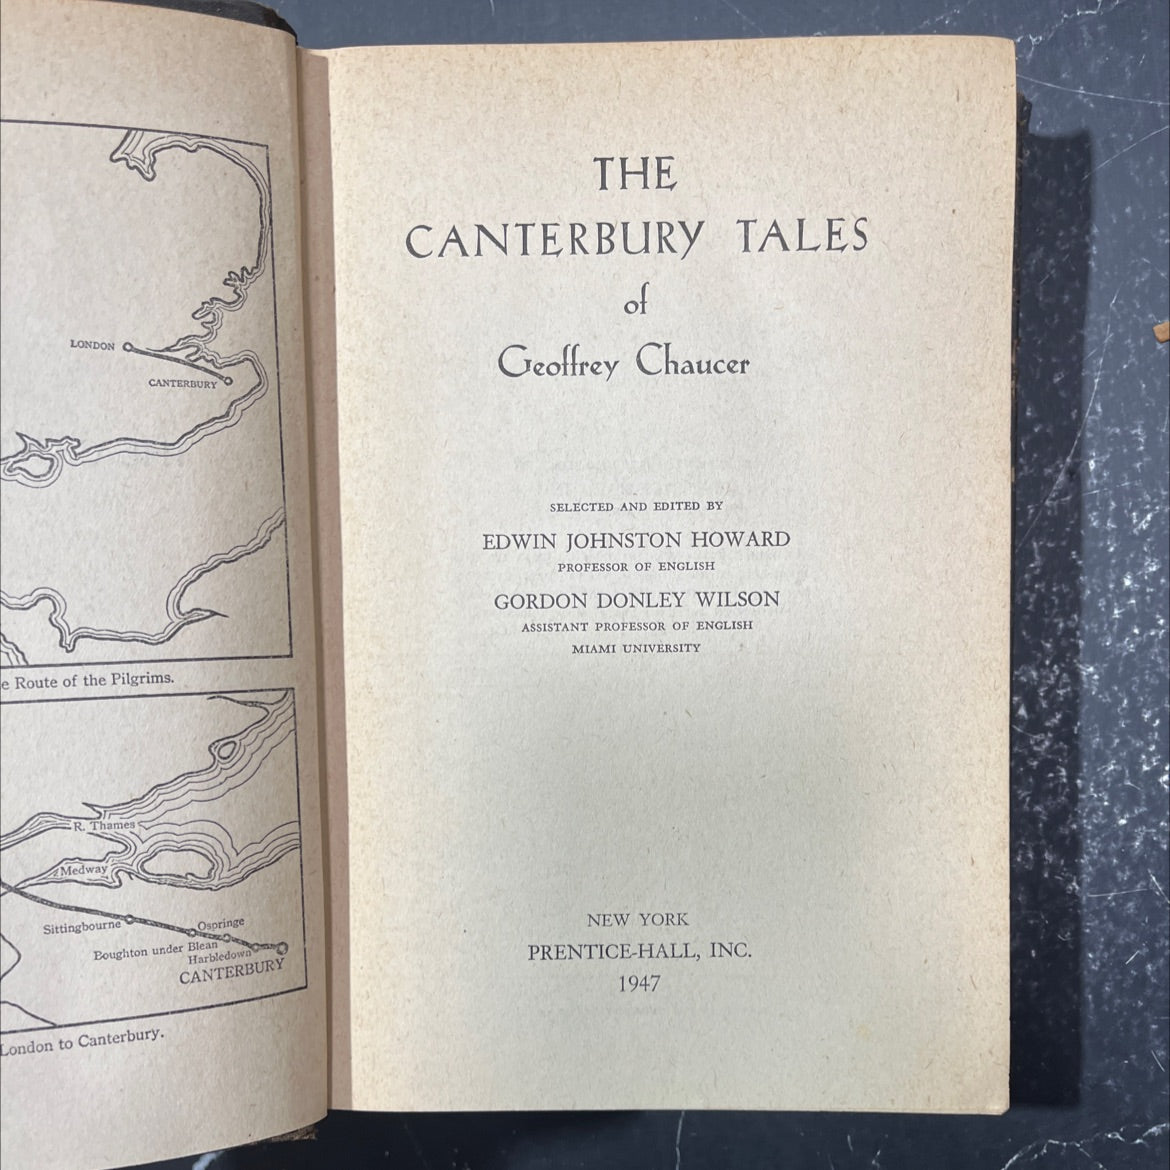 LONDON
CANTERBURY
e Route of the Pilgrims.
R. Thames
Medway
Sittingbourne
Ospringe
Boughton under Blean
Harbledown
CANTERBURY
London to Canterbury.
THE
CANTERBURY TALES
of
Geoffrey Chaucer
SELECTED AND EDITED BY
EDWIN JOHNSTON HOWARD
PROFESSOR OF ENGLISH
GORDON DONLEY WILSON
ASSISTANT PROFESSOR OF ENGLISH
MIAMI UNIVERSITY
NEW YORK
PRENTICE-HALL, INC.
1947